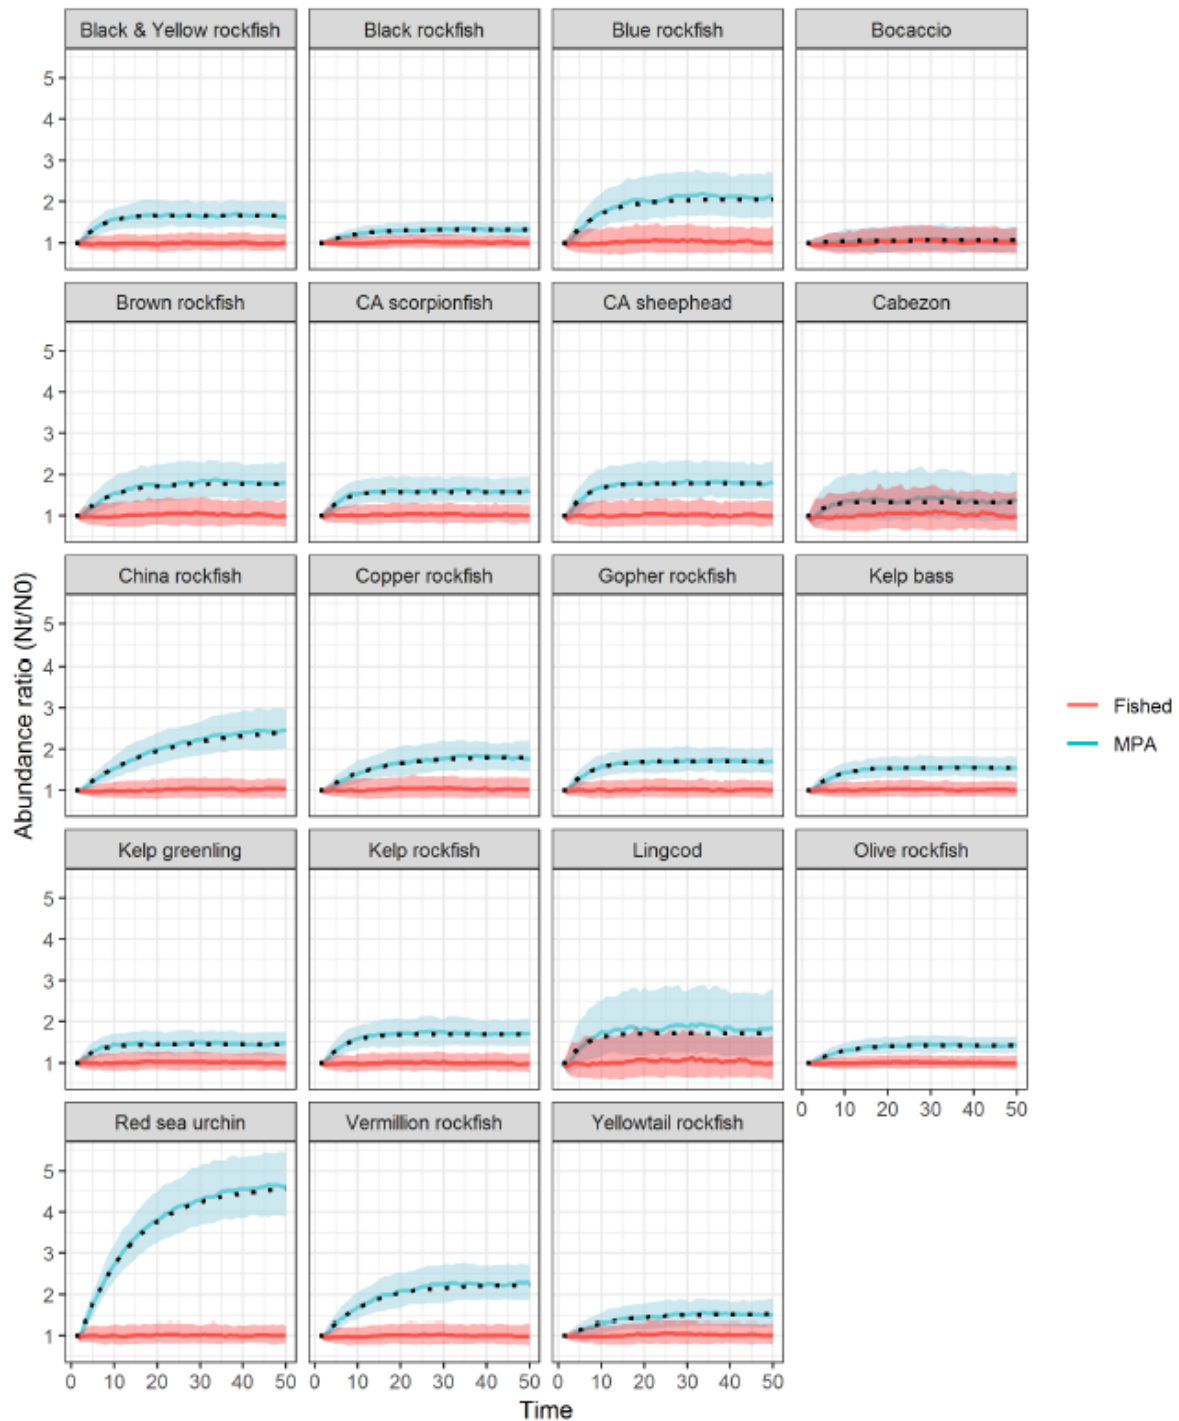 Black & Yellow rockfish
Black rockfish
Blue rockfish
Bocaccio
5
4
3
2
1
Brown rockfish
CA scorpionfish
CA sheephead
Cabezon
5
4
3
2
1
China rockfish
Copper rockfish
Gopher rockfish
Kelp bass
5
4
3
2
1
Abundance ratio (Nt/N0)
Fished
MPA
Kelp greenling
Kelp rockfish
Lingcod
Olive rockfish
5
4
3
2
1
0 10 20 30 40 50
Red sea urchin
Vermillion rockfish
Yellowtail rockfish
5
4
3
2
1
0 10 20 30 40 50
0 10 20 30 40 50
0 10 20 30 40 50
Time